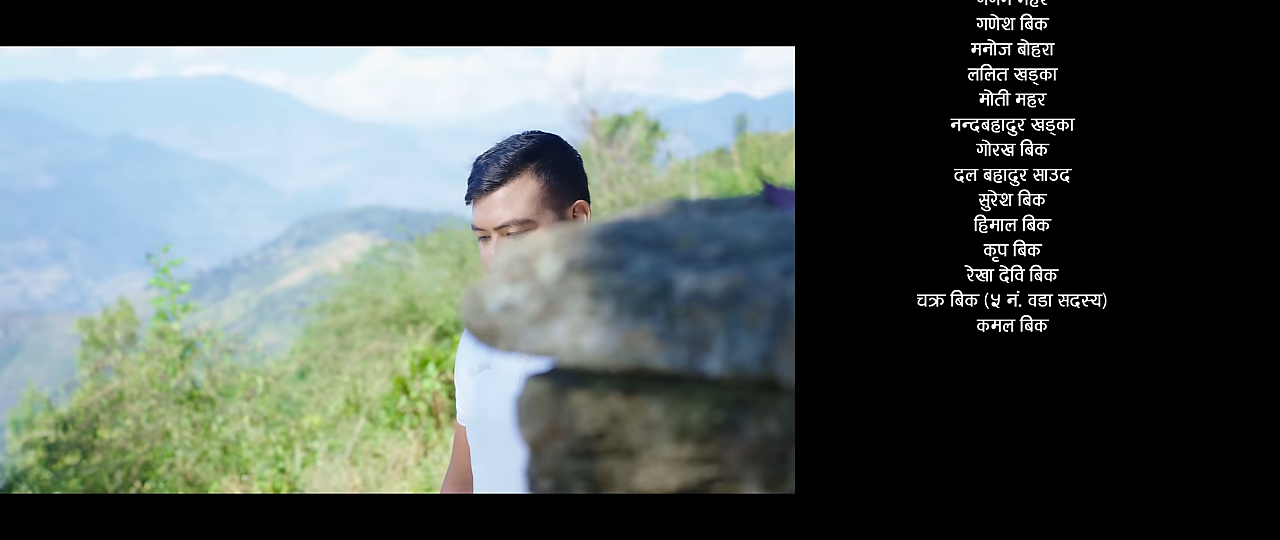 गणेश बिक
मनोज बोहरा
ललित खड्का
मोती महर
नन्दबहादुर खड्का
गोरख बिक
दल बहादुर साउद
सुरेश बिक
हिमाल बिक
कृप बिक
रेखा देवि बिक
चक्र बिक (५ नं. वडा सदस्य)
कमल बिक